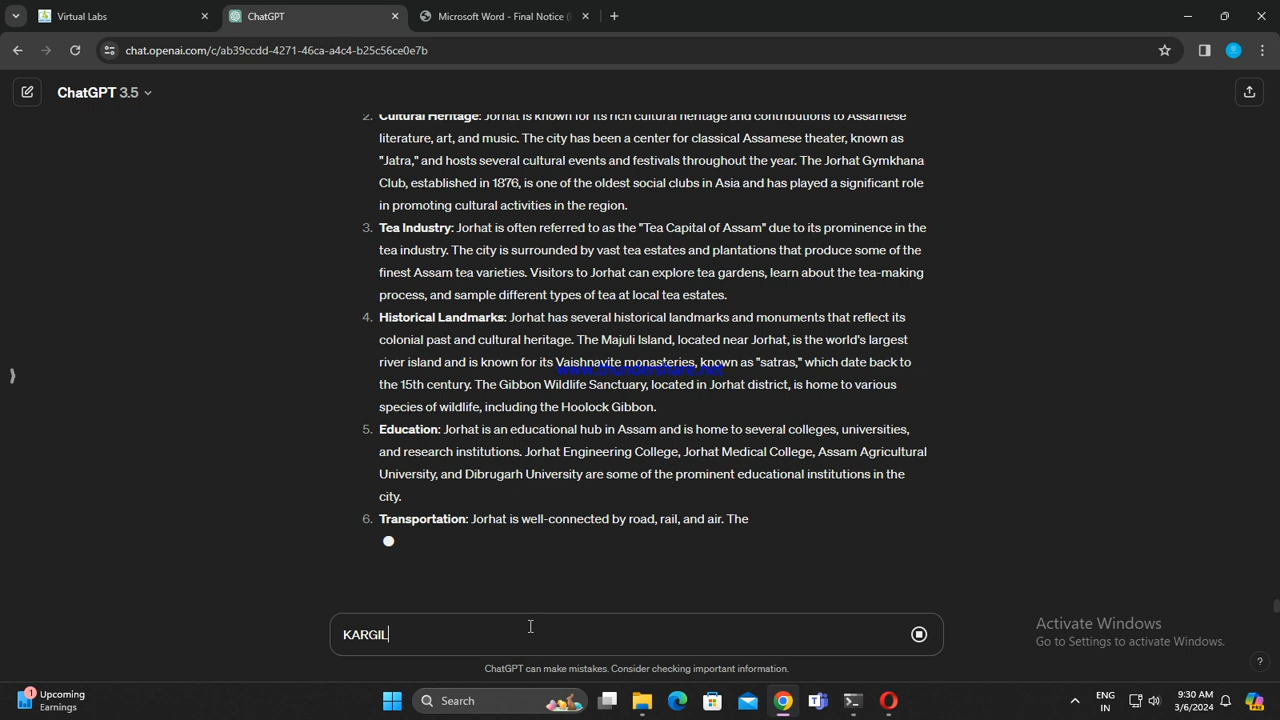 Virtual Labs
ChatGPT
Microsoft Word - Final Notice (
chat.openai.com/c/ab39ccdd-4271-46ca-a4c4-b25c56ce0e7b
ChatGPT 3.5
2. Cultural Heritage: Jorhat is known for its rich cultural heritage and contributions to Assamese
literature, art, and music. The city has been a center for classical Assamese theater, known as
"Jatra," and hosts several cultural events and festivals throughout the year. The Jorhat Gymkhana
Club, established in 1876, is one of the oldest social clubs in Asia and has played a significant role
in promoting cultural activities in the region.
3. Tea Industry: Jorhat is often referred to as the "Tea Capital of Assam" due to its prominence in the
tea industry. The city is surrounded by vast tea estates and plantations that produce some of the
finest Assam tea varieties. Visitors to Jorhat can explore tea gardens, learn about the tea-making
process, and sample different types of tea at local tea estates.
4. Historical Landmarks: Jorhat has several historical landmarks and monuments that reflect its
colonial past and cultural heritage. The Majuli Island, located near Jorhat, is the world's largest
river island and is known for its Vaishnavite monasteries, known as "satras," which date back to
www.thundershare.net
the 15th century. The Gibbon Wildlife Sanctuary, located in Jorhat district, is home to various
species of wildlife, including the Hoolock Gibbon.
5. Education: Jorhat is an educational hub in Assam and is home to several colleges, universities,
and research institutions. Jorhat Engineering College, Jorhat Medical College, Assam Agricultural
University, and Dibrugarh University are some of the prominent educational institutions in the
city.
6. Transportation: Jorhat is well-connected by road, rail, and air. The
KARGIL
Activate Windows
Go to Settings to activate Windows.
ChatGPT can make mistakes. Consider checking important information.
?
1
Upcoming
Earnings
Search
ENG
IN
9:30 AM
3/6/2024